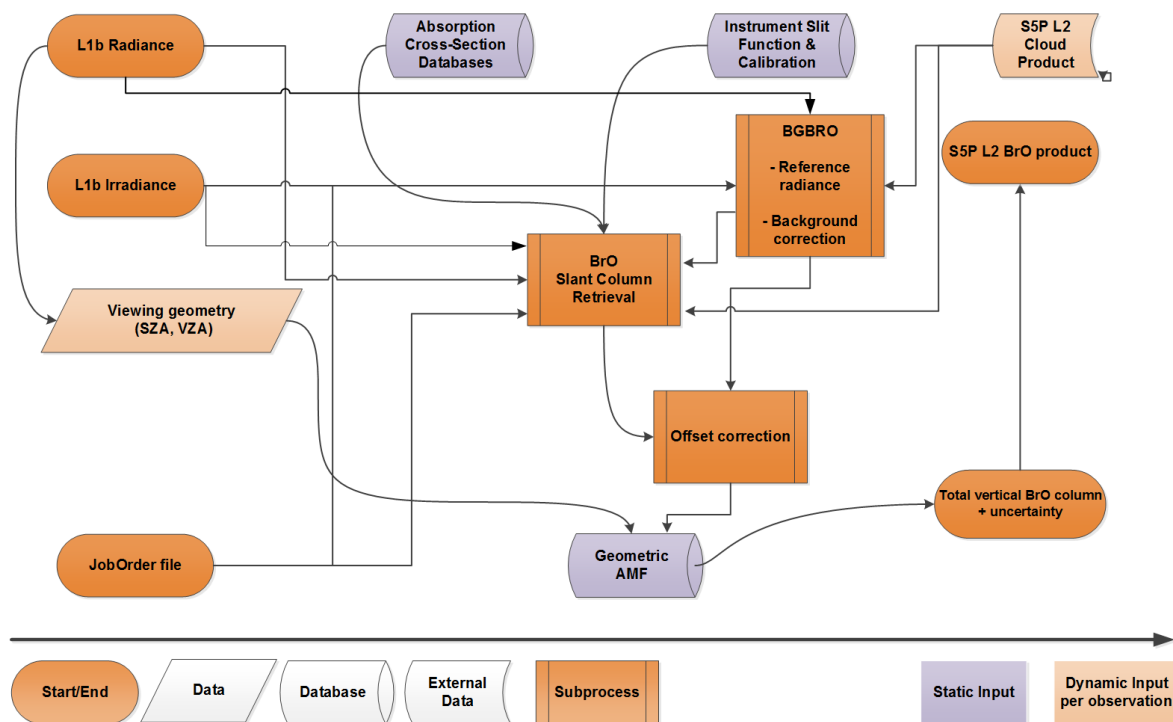 L1b Radiance
Absorption
Cross-Section
Databases
Instrument Slit
Function &
Calibration
S5P L2
Cloud
Product
BGBRO
- Reference
radiance
- Background
correction
S5P L2 BrO product
L1b Irradiance
BrO
Slant Column
Retrieval
Viewing geometry
(SZA, VZA)
Offset correction
Total vertical BrO column
+ uncertainty
JobOrder file
Geometric
AMF
Start/End
Data
Database
External
Data
Subprocess
Static Input
Dynamic Input
per observation